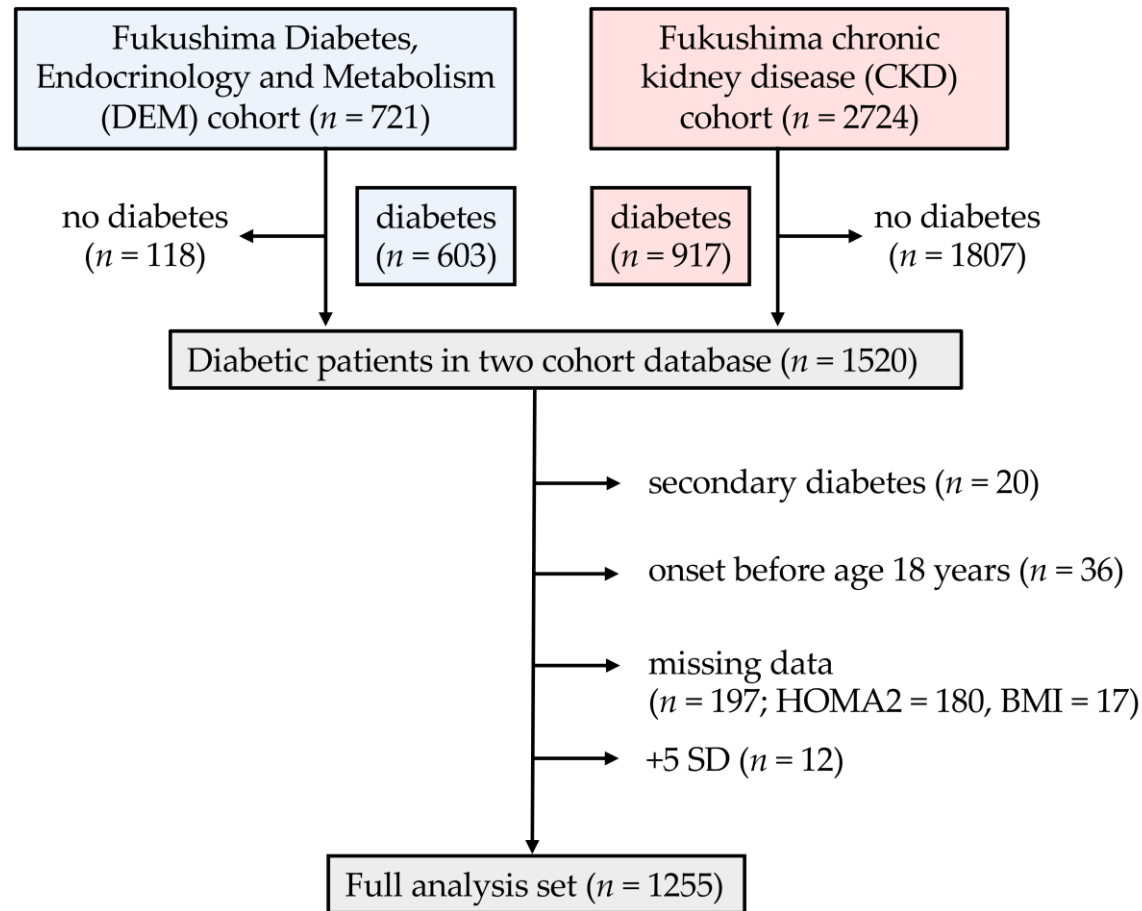 Fukushima Diabetes,
Endocrinology and Metabolism
(DEM) cohort (n = 721)
Fukushima chronic
kidney disease (CKD)
cohort (n = 2724)
no diabetes
(n = 118)
diabetes
(n = 603)
diabetes
(n = 917)
no diabetes
(n = 1807)
Diabetic patients in two cohort database (n = 1520)
secondary diabetes (n = 20)
onset before age 18 years (n = 36)
missing data
(n = 197; HOMA2 = 180, BMI = 17)
+5 SD (n = 12)
Full analysis set (n = 1255)